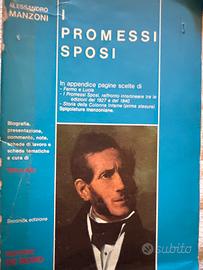 ALESSANDRO
MANZONI
I
PROMESSI
SPOSI
In appendice pagine scelte di
- Fermo e Lucia
- I Promessi Sposi, raffronto interlineare tra le
edizioni del 1827 e del 1840
- Storia della Colonna Infame (prima stesura)
Spigolature manzoniane.
Biografia,
presentazione,
commento, note,
schede di lavoro e
schede tematiche
a cura di
Seconda edizione
subito